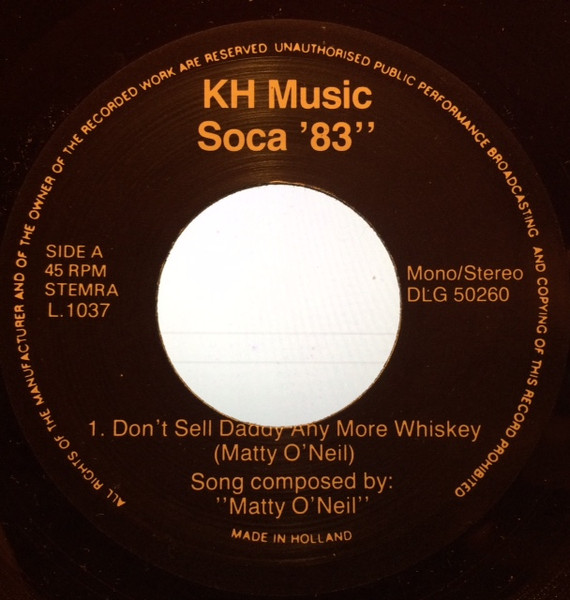 ALL RIGHTS OF THE MANUFACTURER AND OF THE OWNER OF THE RECORDED WORK ARE RESERVED UNAUTHORISED PUBLIC PERFORMANCE BROADCASTING AND COPYING OF THIS RECORD PROHIBITED
KH Music
Soca '83''
SIDE A
45 RPM
STEMRA
L.1037
Mono/Stereo
DLG 50260
1. Don't Sell Daddy Any More Whiskey
(Matty O'Neil)
Song composed by:
''Matty O'Neil''
MADE IN HOLLAND